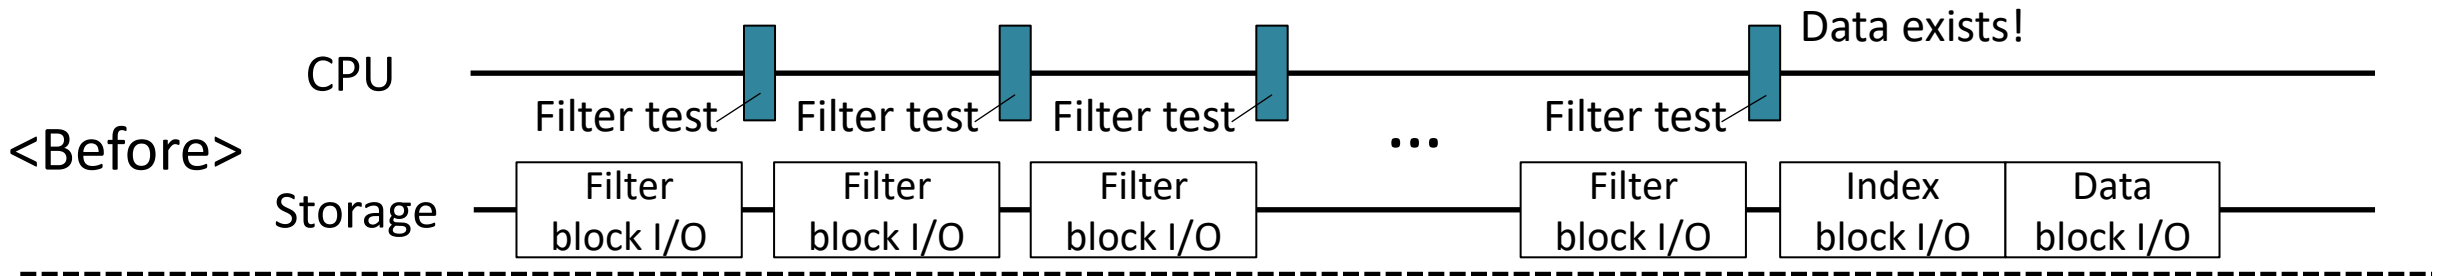 Data exists!
CPU
Filter test
Filter test
Filter test
Filter test
...
<Before>
Storage
Filter
block I/O
Filter
block I/O
Filter
block I/O
Filter
block I/O
Index
block I/O
Data
block I/O